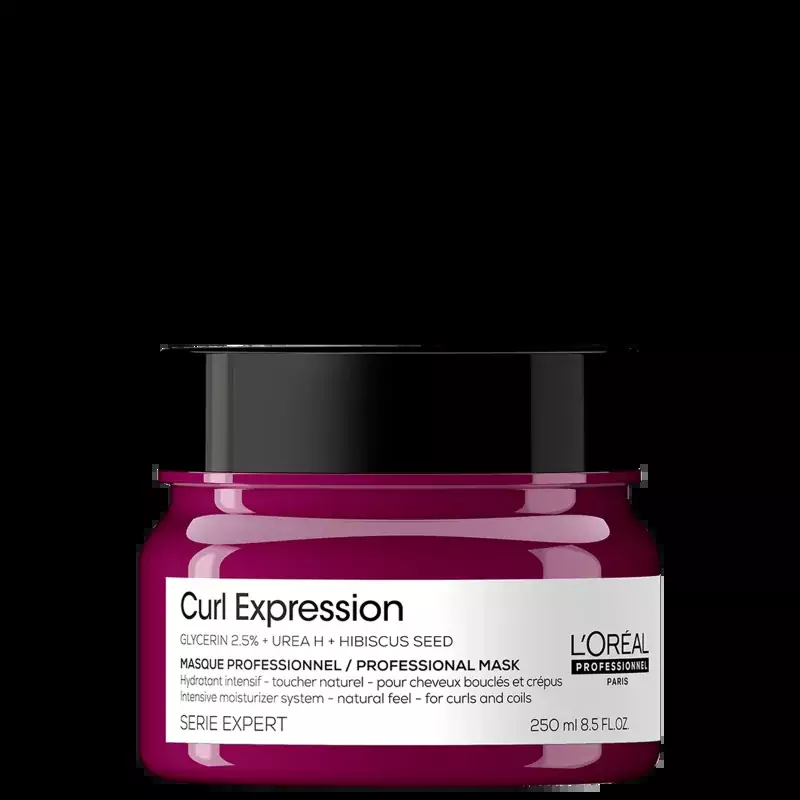 Curl Expression
GLYCERIN 2.5% + UREA H + HIBISCUS SEED
MASQUE PROFESSIONNEL / PROFESSIONAL MASK
Hydratant intensif - toucher naturel - pour cheveux bouclés et crépus
Intensive moisturizer system - natural feel - for curls and coils
SERIE EXPERT
L'ORÉAL
PROFESSIONNEL
PARIS
250 ml 8.5 FL.OZ.